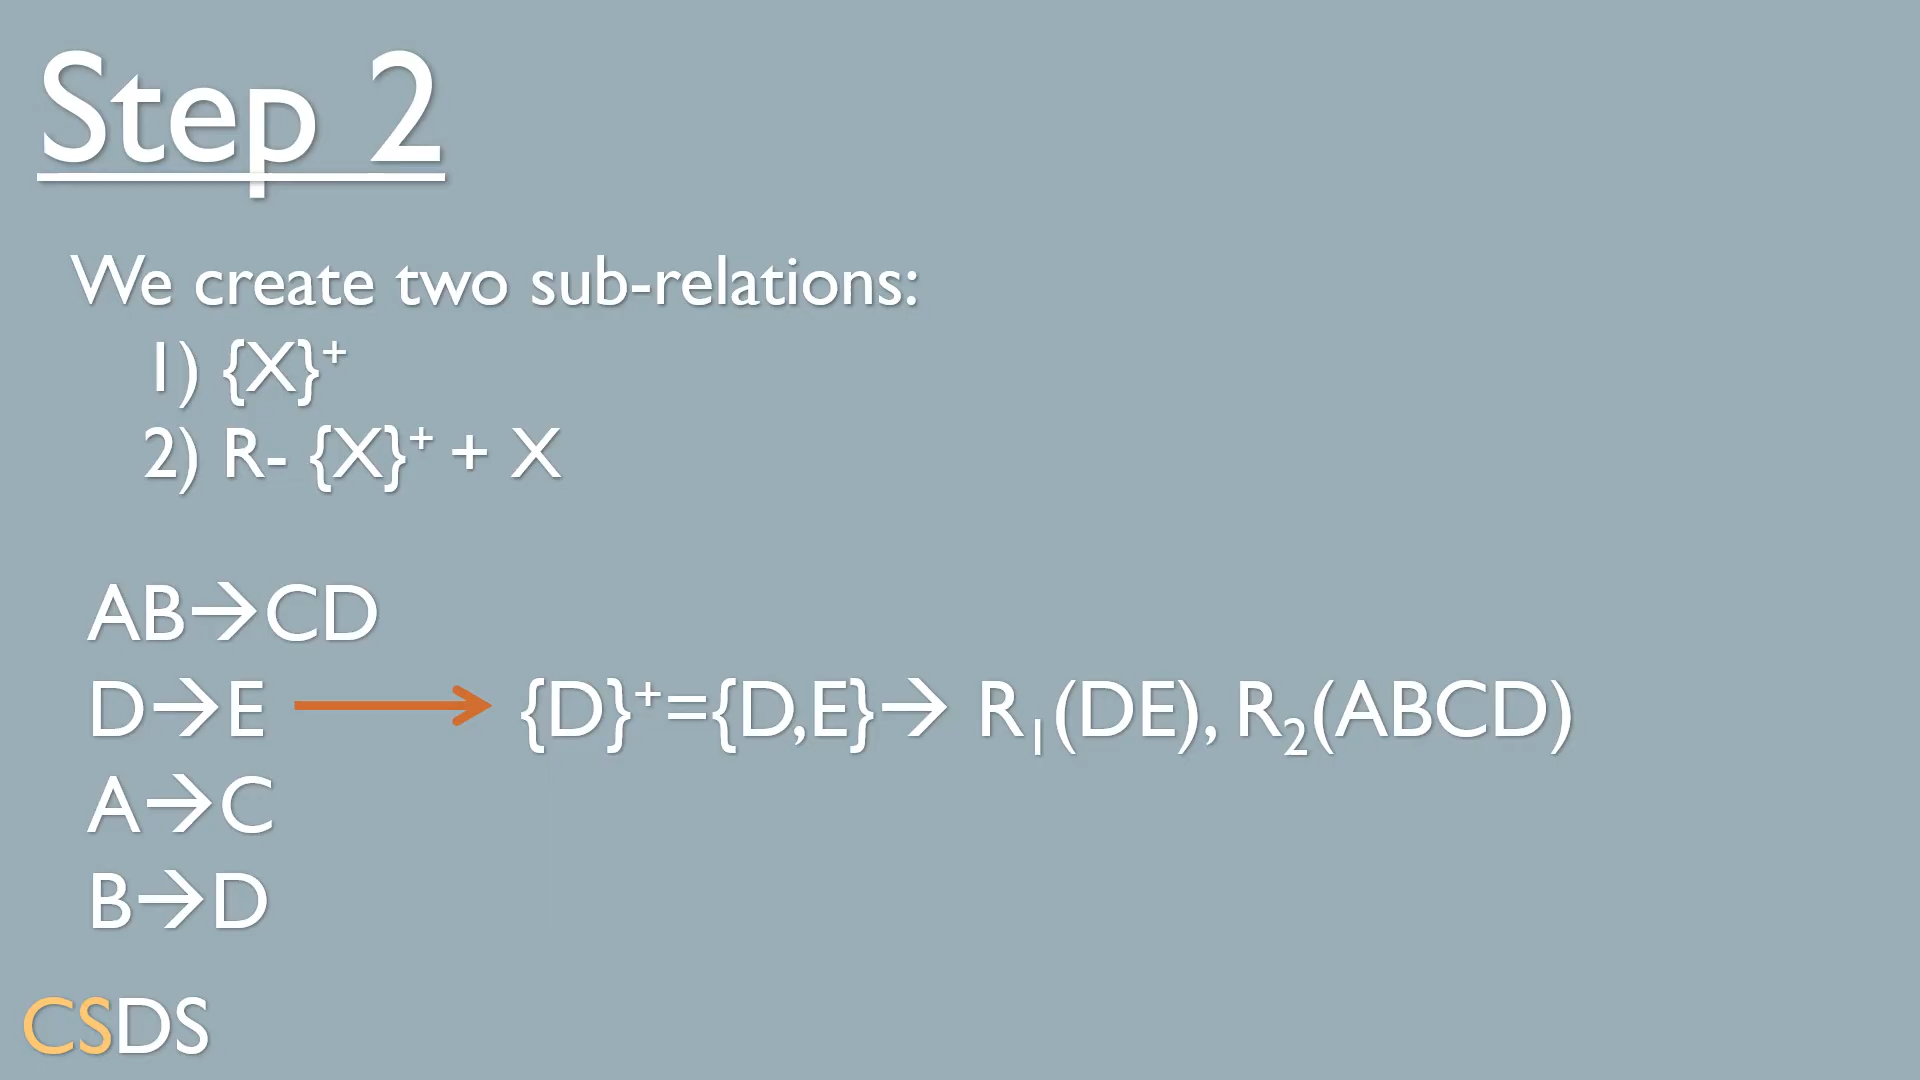 Step 2
We create two sub-relations:
1) {X}⁺
2) R- {X}⁺ + X
AB→CD
D→E → {D}⁺={D,E}→ R₁(DE), R₂(ABCD)
A→C
B→D
CSDS